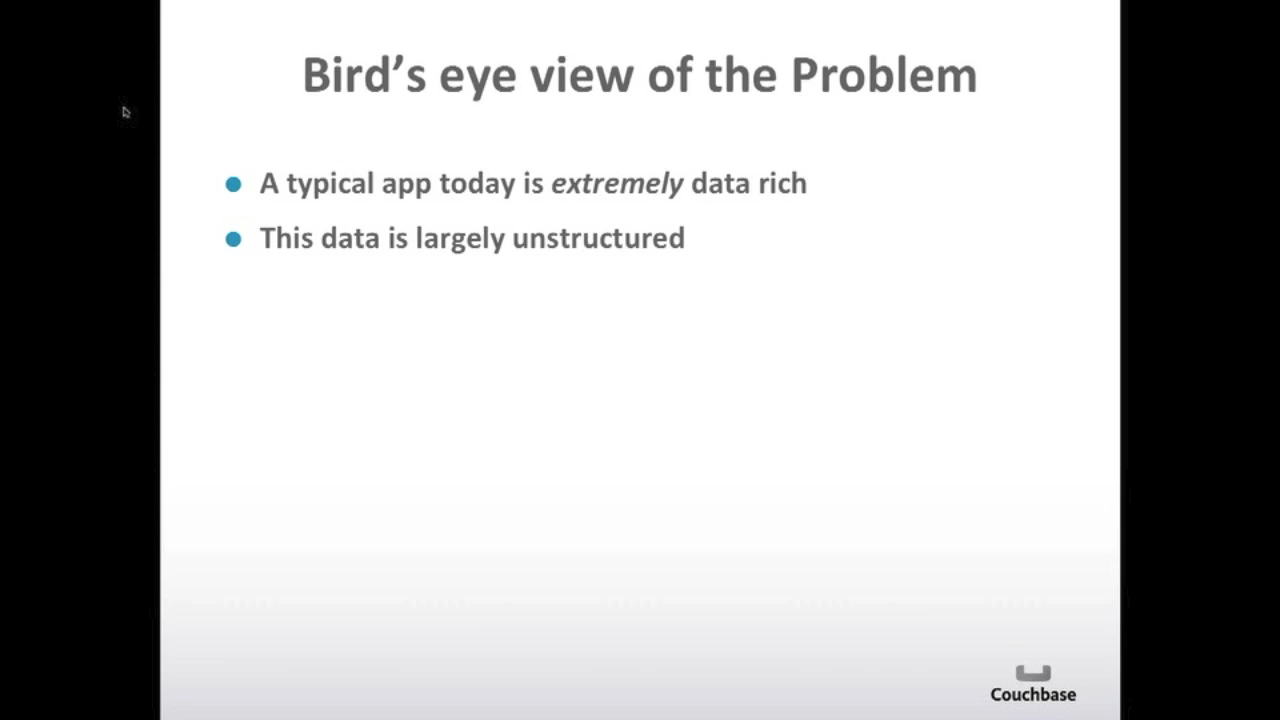 Bird’s eye view of the Problem
A typical app today is extremely data rich
This data is largely unstructured
Couchbase